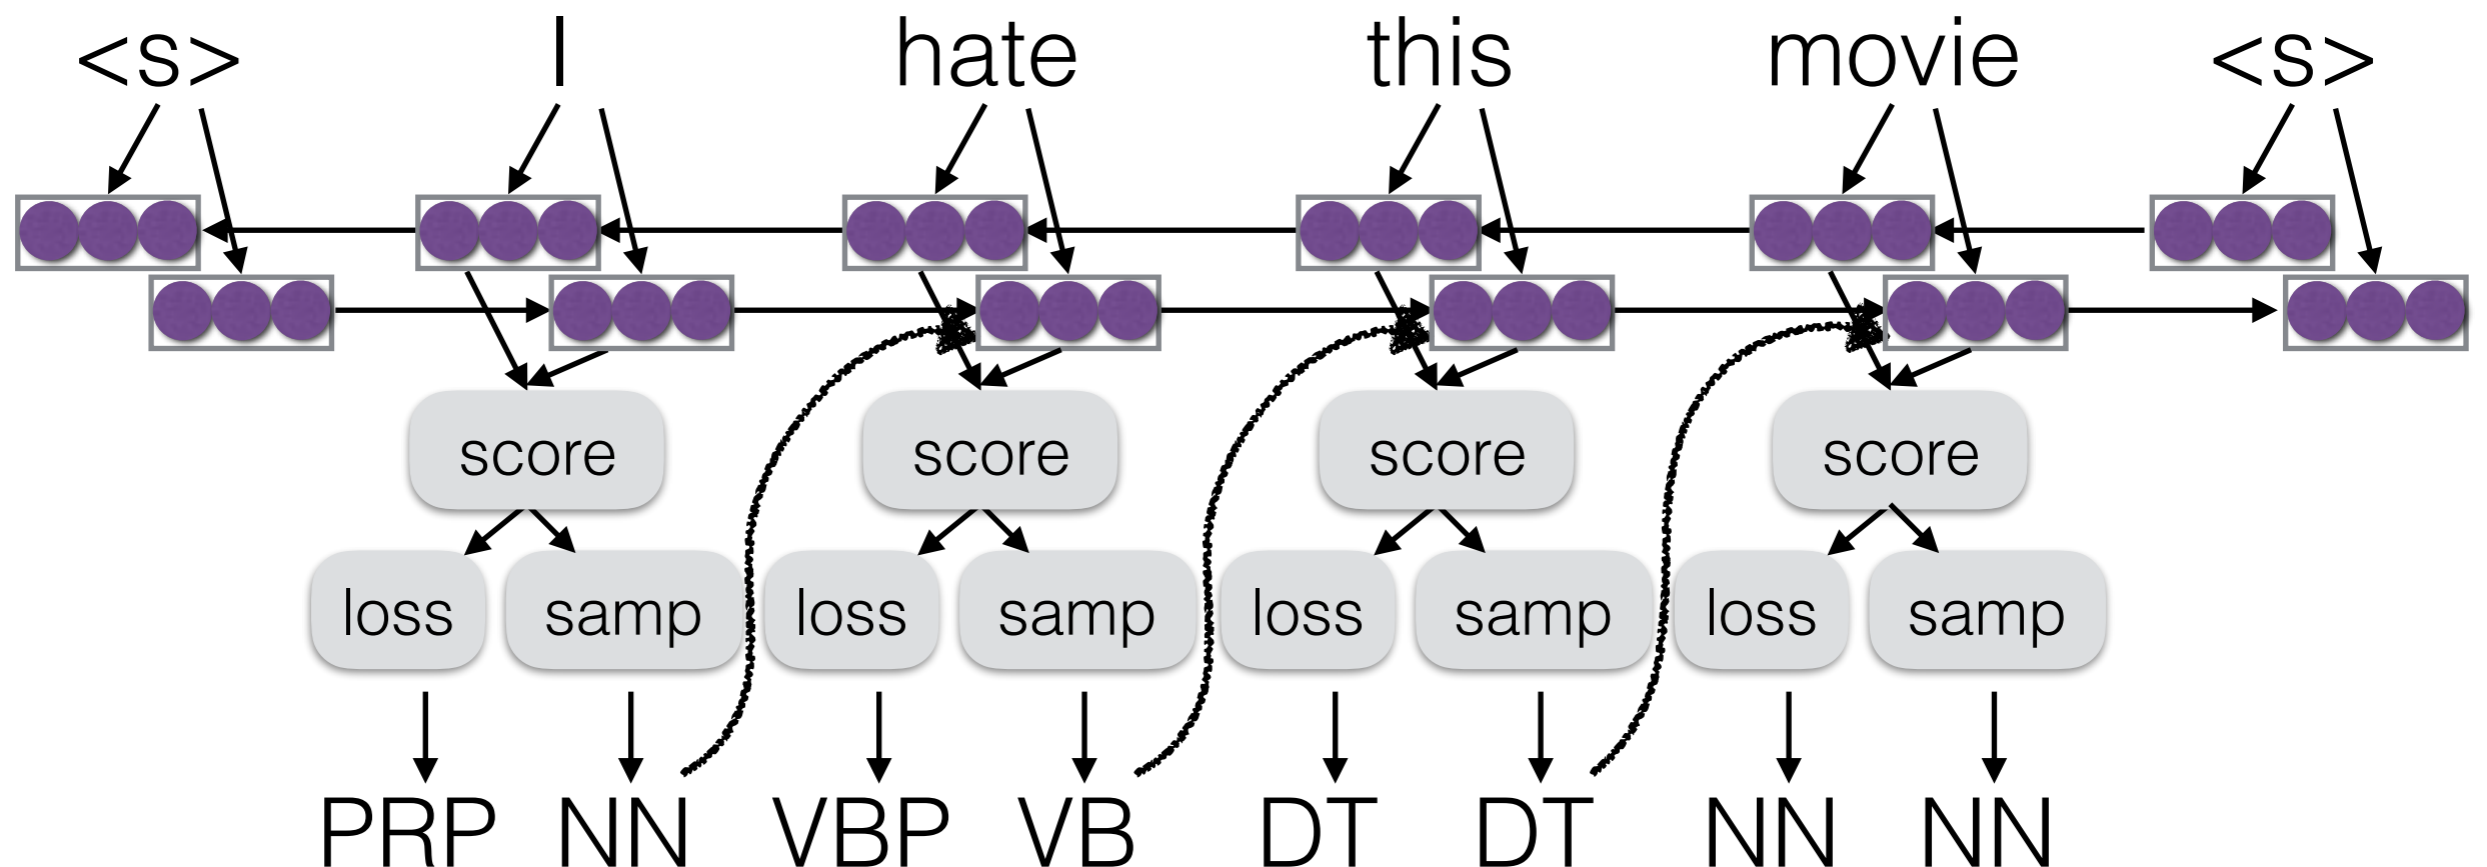 <s> I hate this movie <s>
score score score score
loss samp loss samp loss samp loss samp
PRP NN VBP VB DT DT NN NN